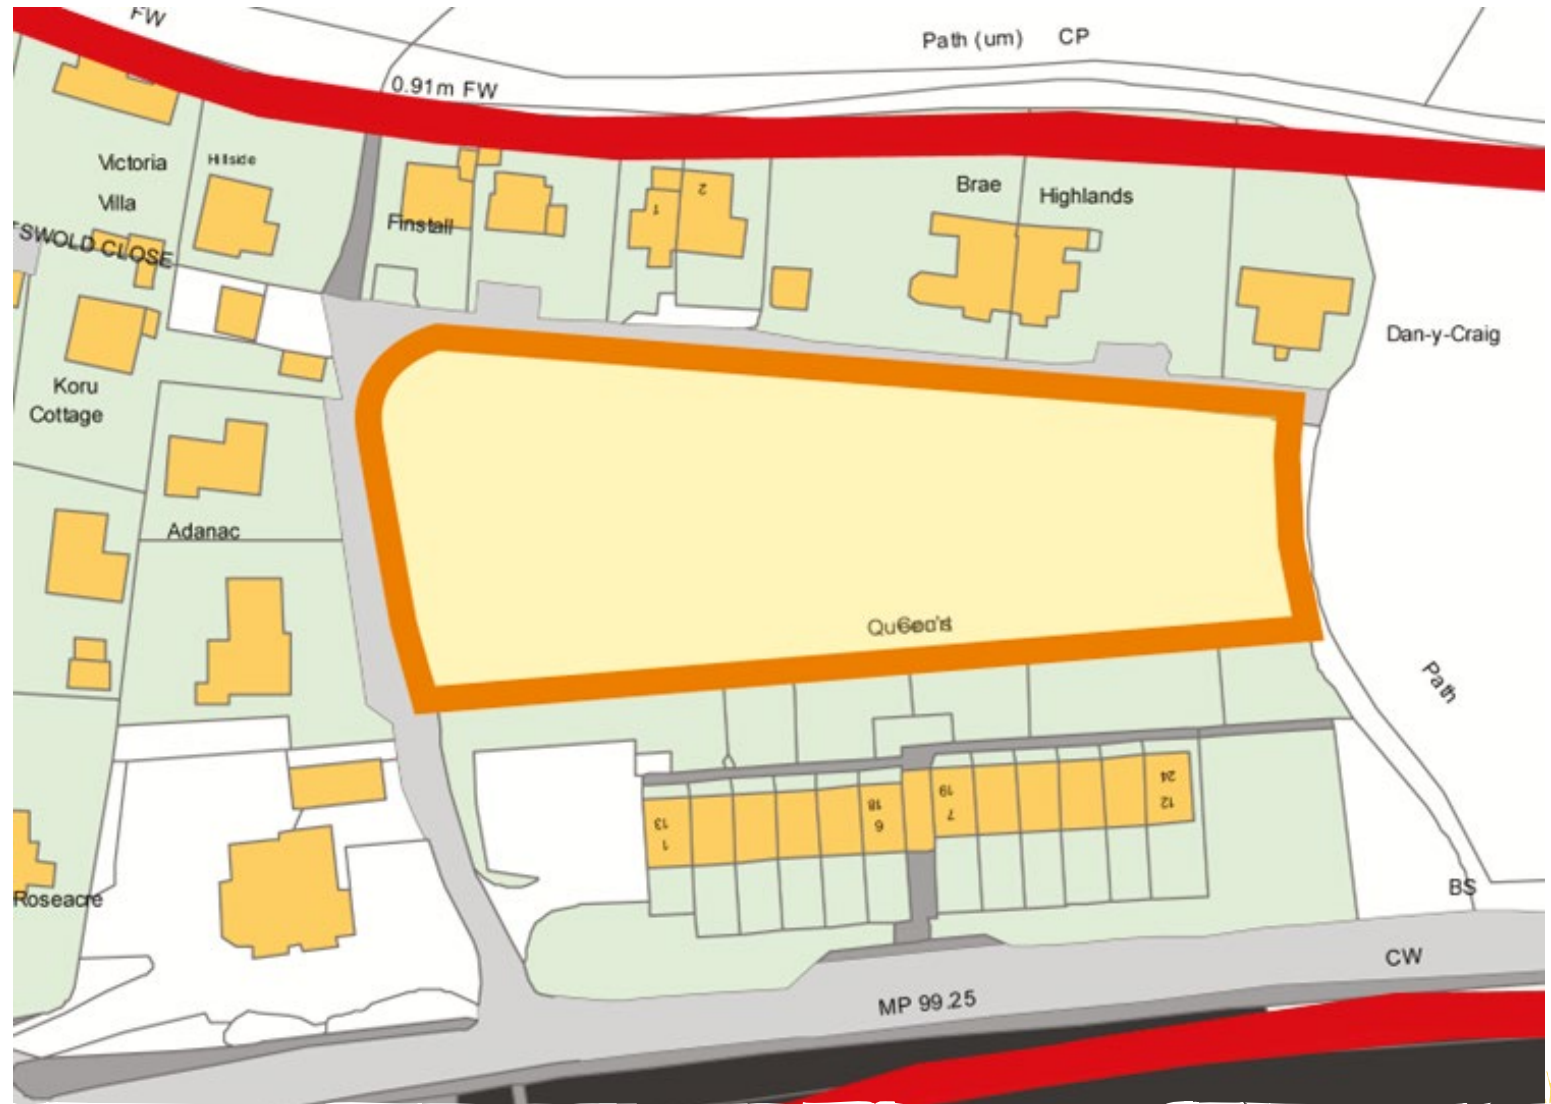 FW
Path (um) CP
0.91m FW
Victoria
Villa
Hillside
Finstall
1
2
Brae
Highlands
TSWOLD CLOSE
Dan-y-Craig
Koru
Cottage
Adanac
Path
13
1
18
6
19
7
24
12
Roseacre
BS
CW
MP 99.25